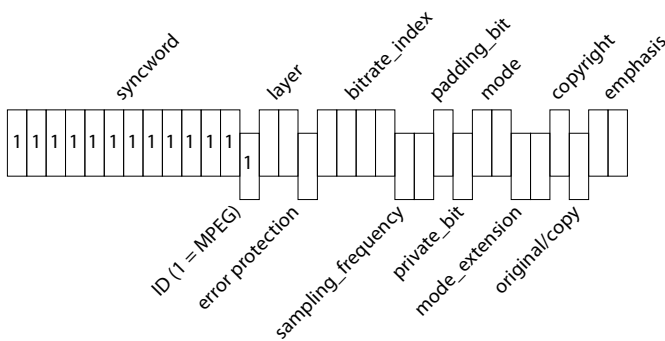 syncword
layer
bitrate_index
padding_bit
mode
copyright
emphasis
1 1 1 1 1 1 1 1 1 1 1 1
1
ID (1 = MPEG)
error protection
sampling_frequency
private_bit
mode_extension
original/copy